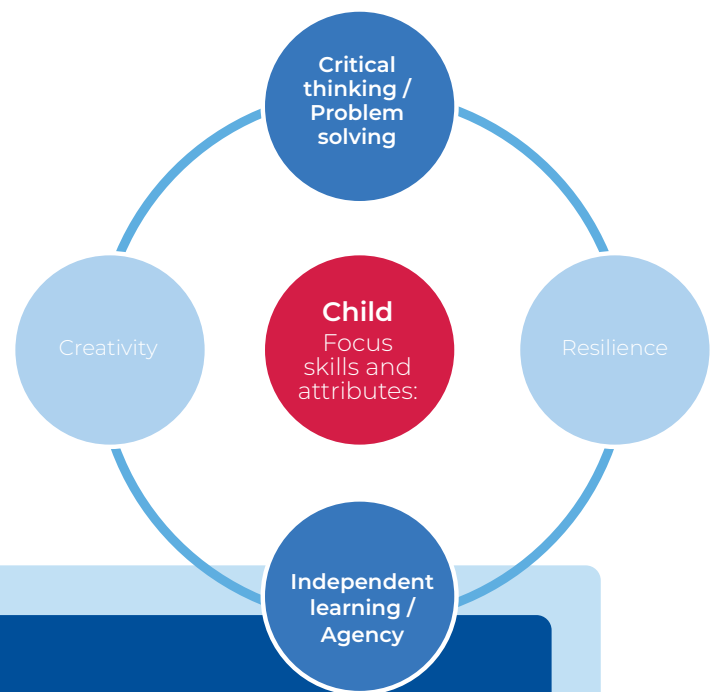 Critical
thinking /
Problem
solving
Creativity
Child
Focus
skills and
attributes:
Resilience
Independent
learning /
Agency